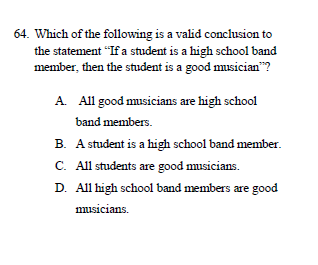 64. Which of the following is a valid conclusion to
the statement “If a student is a high school band
member, then the student is a good musician”?
A. All good musicians are high school
band members.
B. A student is a high school band member.
C. All students are good musicians.
D. All high school band members are good
musicians.